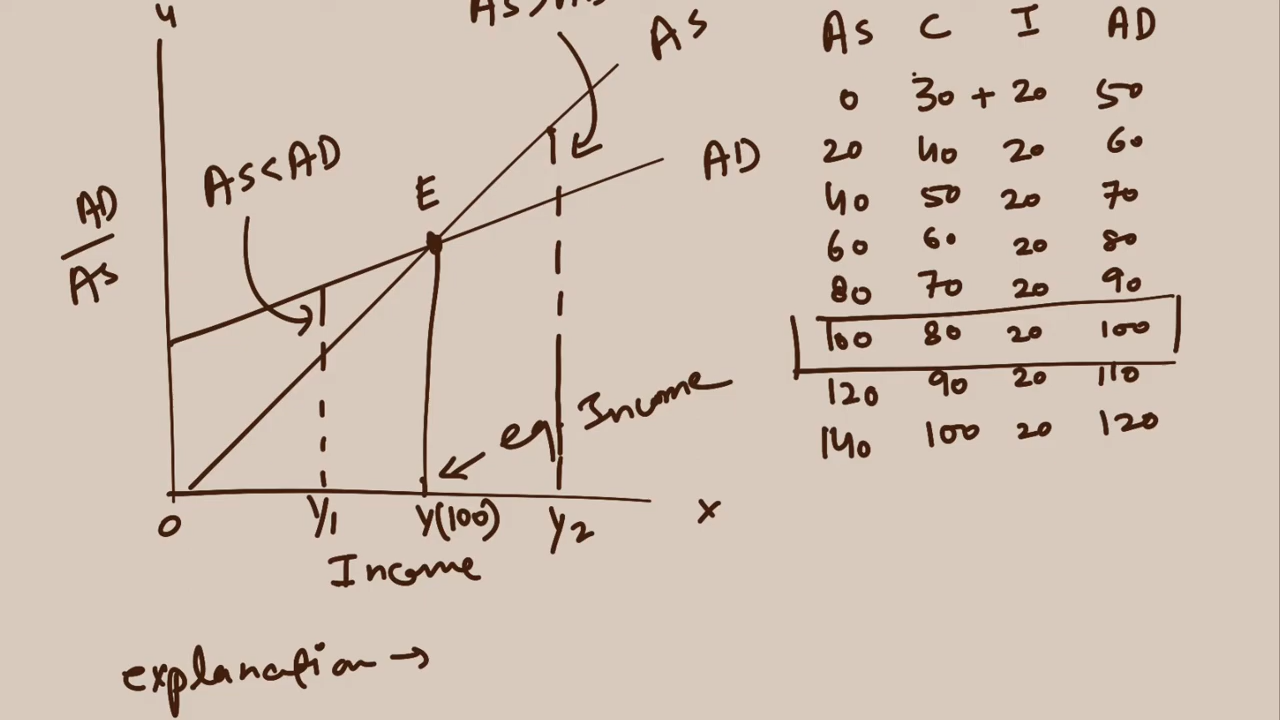 y
AS
AS<AD
AD
AS
E
AD
eq Income
0
Y1
Y(100)
Y2
x
Income
explanation →
AS C I AD
0 30 + 20 50
20 40 20 60
40 50 20 70
60 60 20 80
80 70 20 90
100 80 20 100
120 90 20 110
140 100 20 120